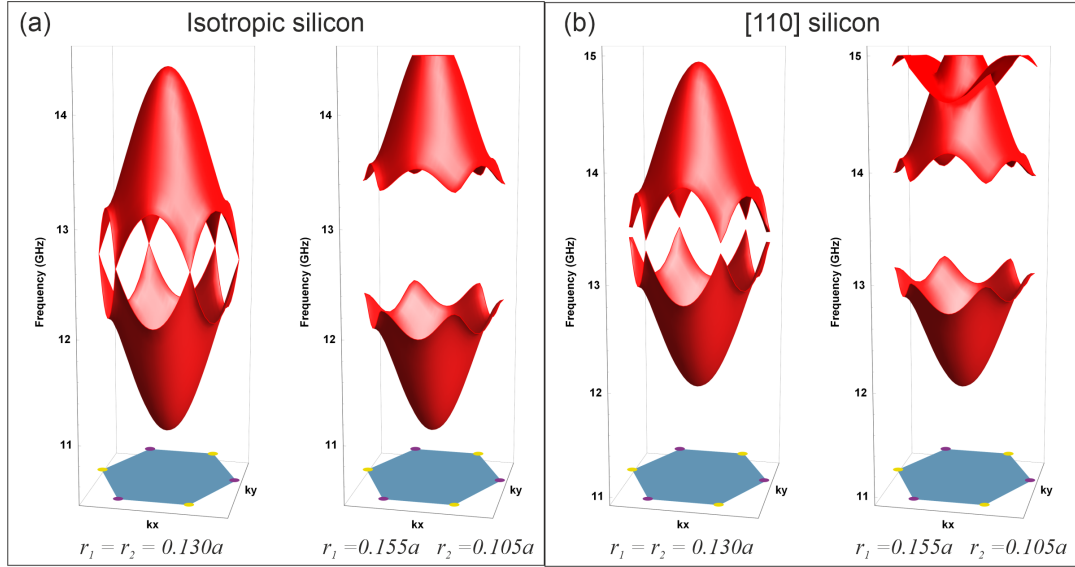 (a) Isotropic silicon
14
13
12
11
Frequency (GHz)
kx
ky
r1 = r2 = 0.130a
14
13
12
11
Frequency (GHz)
kx
ky
r1 =0.155a r2 = 0.105a
(b) [110] silicon
15
14
13
12
11
Frequency (GHz)
kx
ky
r1 = r2 = 0.130a
15
14
13
12
11
Frequency (GHz)
kx
ky
r1 =0.155a r2 = 0.105a